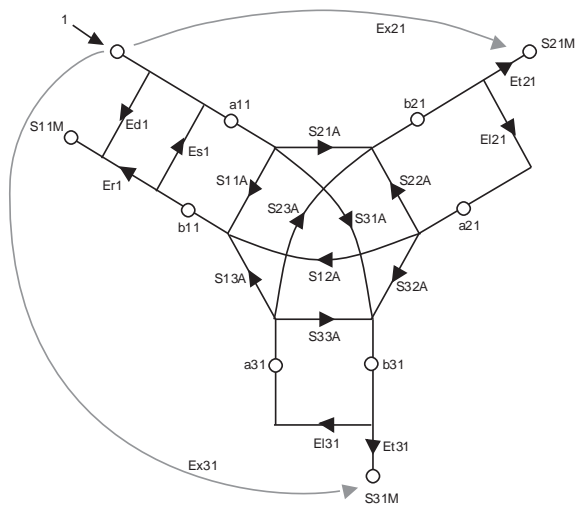 1
Ex21
S21M
Et21
a11
b21
S11M
Ed1
Es1
El21
S21A
Er1
S11A
S22A
S23A
S31A
a21
b11
S12A
S13A
S32A
S33A
a31
b31
El31
Et31
Ex31
S31M